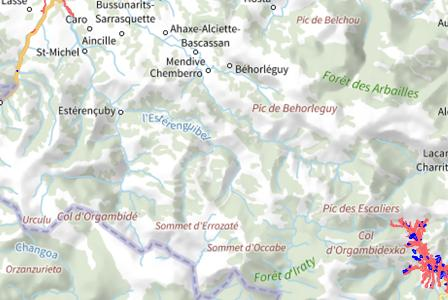 Lasse
Bussunarits-
Sarrasquette
Hosta
Pic de Belchou
Caro
Aincille
Ahaxe-Alciette-
Bascassan
St-Michel
Mendive
Chemberro
Béhorléguy
Forêt des Arbailles
Estérençuby
l'Estérenguibel
Pic de Behorleguy
Pic des Escaliers
Urculu
Col d'Orgambidé
Sommet d'Errozaté
Col
d'Orgambidexka
Sommet d'Occabe
Changoa
Orzanzurieta
Forêt d'Iraty